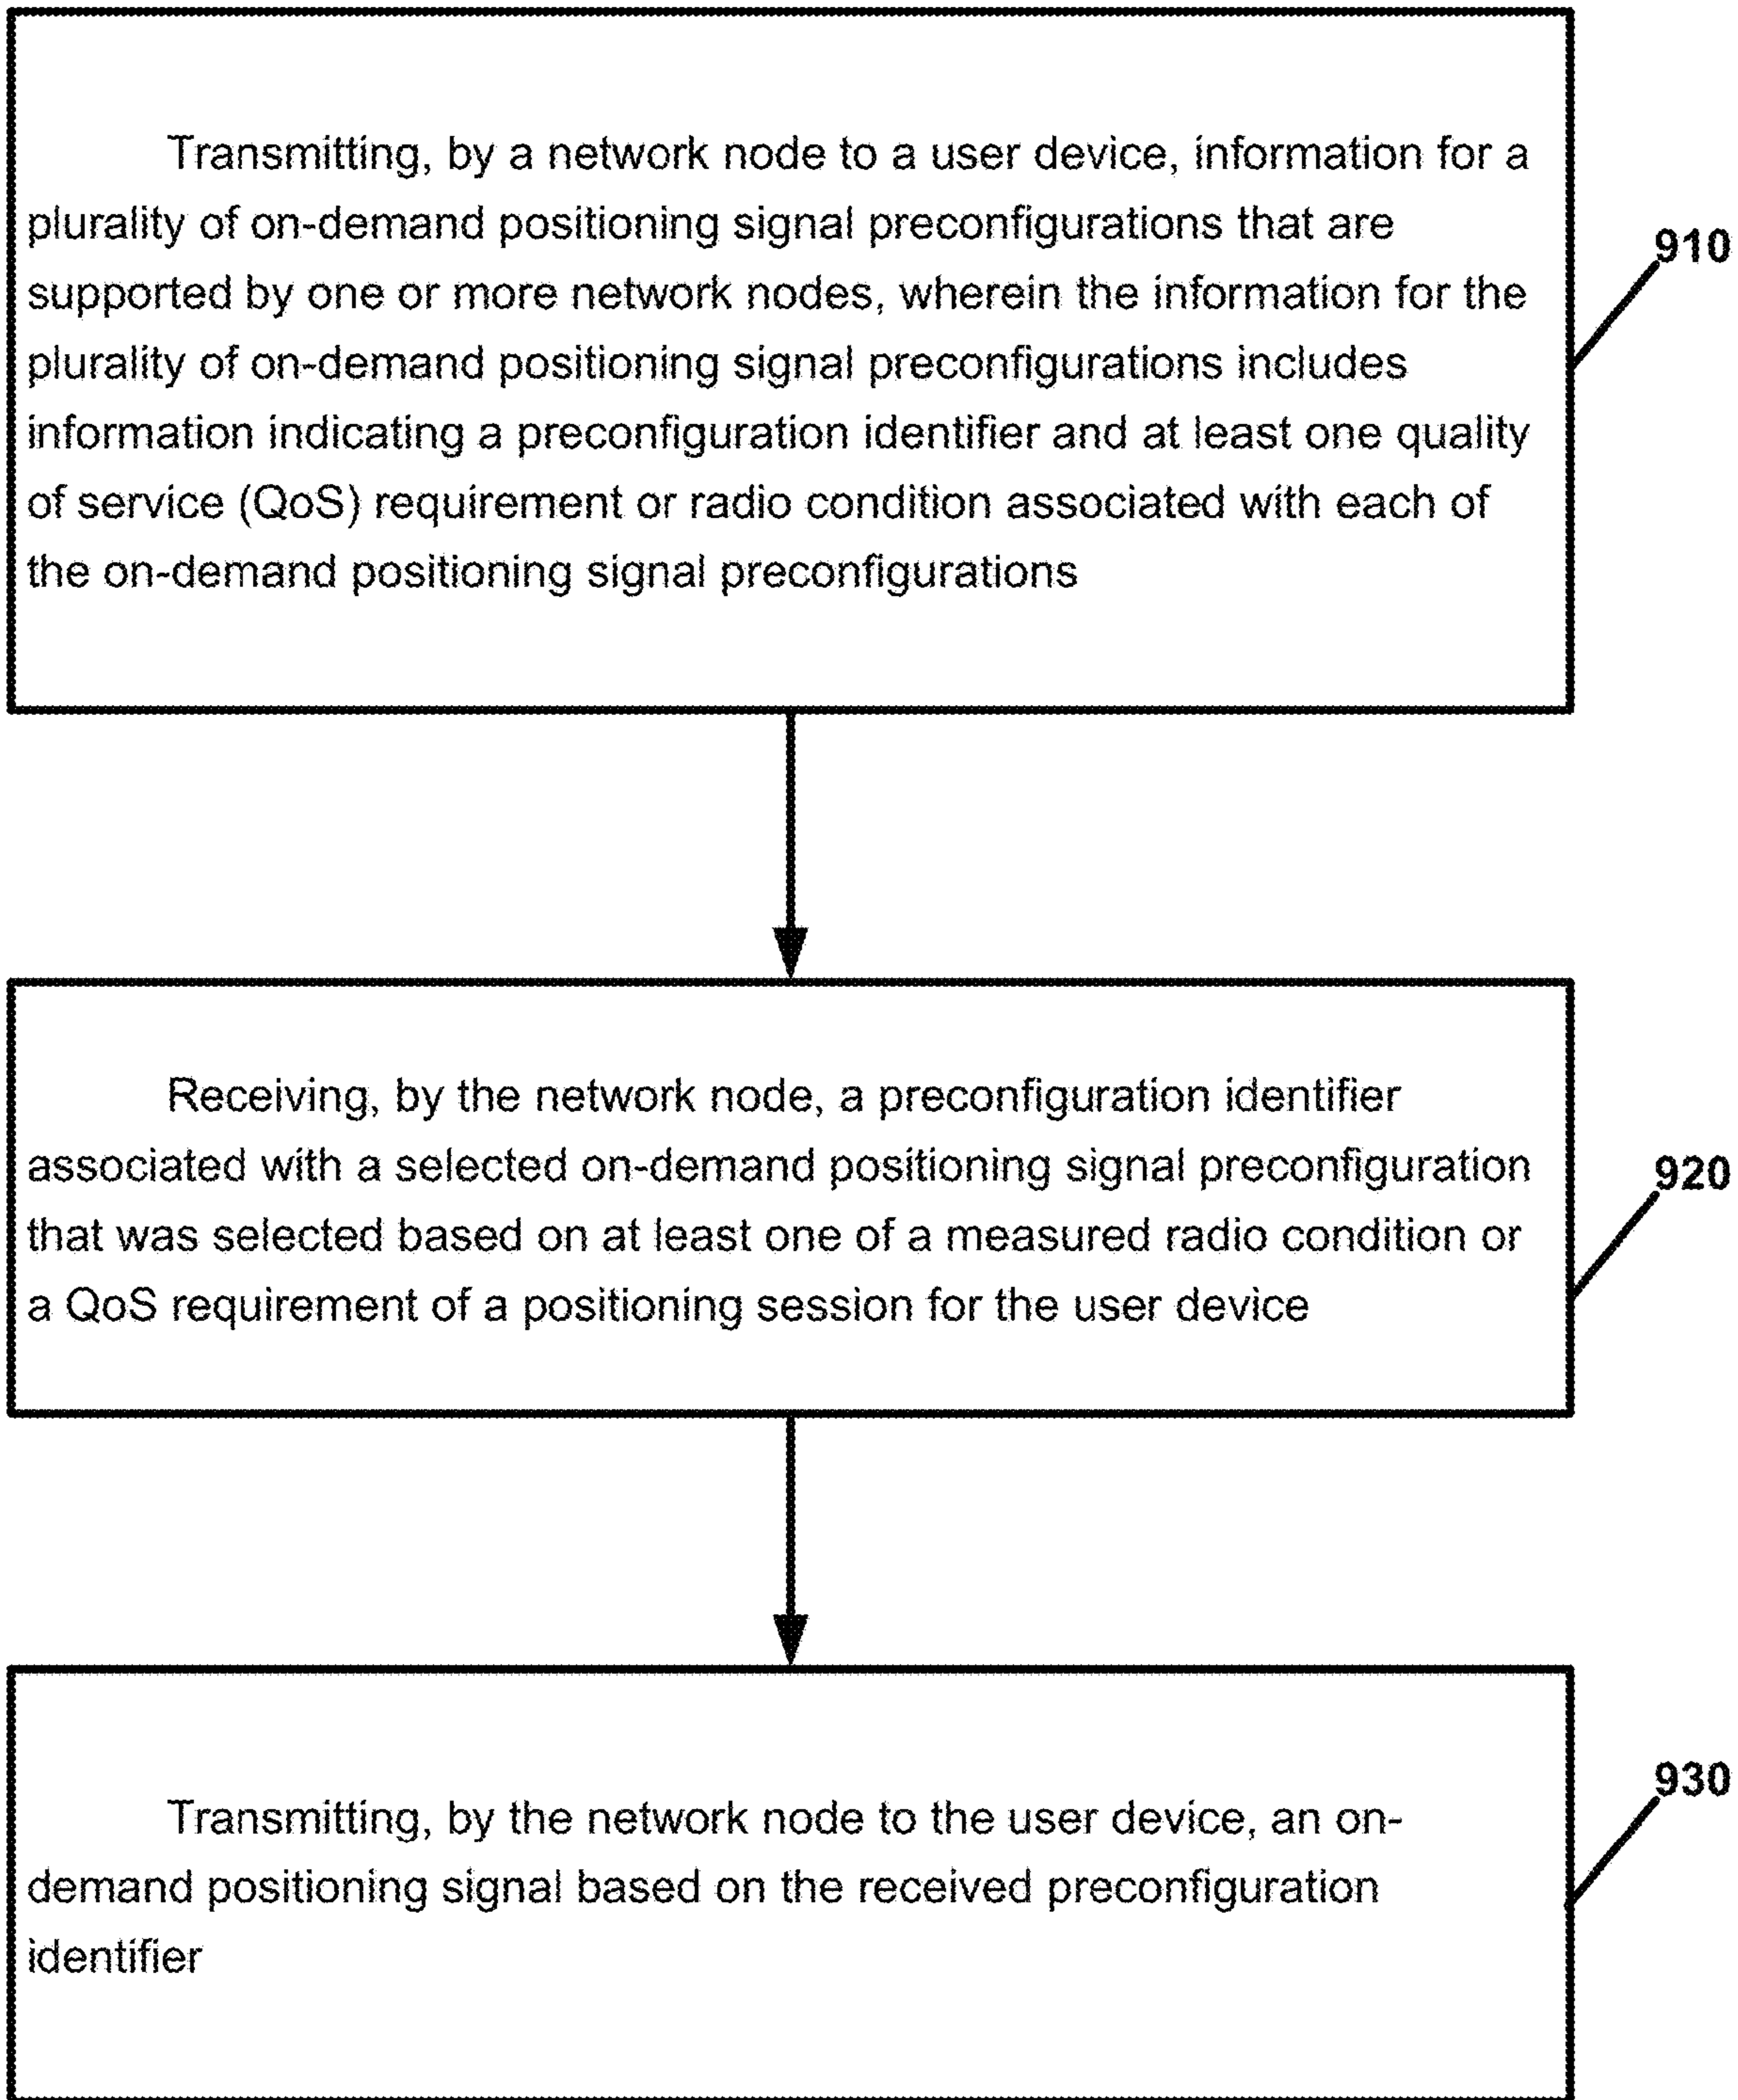 Transmitting, by a network node to a user device, information for a
plurality of on-demand positioning signal preconfigurations that are
supported by one or more network nodes, wherein the information for the
plurality of on-demand positioning signal preconfigurations includes
information indicating a preconfiguration identifier and at least one quality
of service (QoS) requirement or radio condition associated with each of
the on-demand positioning signal preconfigurations
910
Receiving, by the network node, a preconfiguration identifier
associated with a selected on-demand positioning signal preconfiguration
that was selected based on at least one of a measured radio condition or
a QoS requirement of a positioning session for the user device
920
Transmitting, by the network node to the user device, an on-
demand positioning signal based on the received preconfiguration
identifier
930